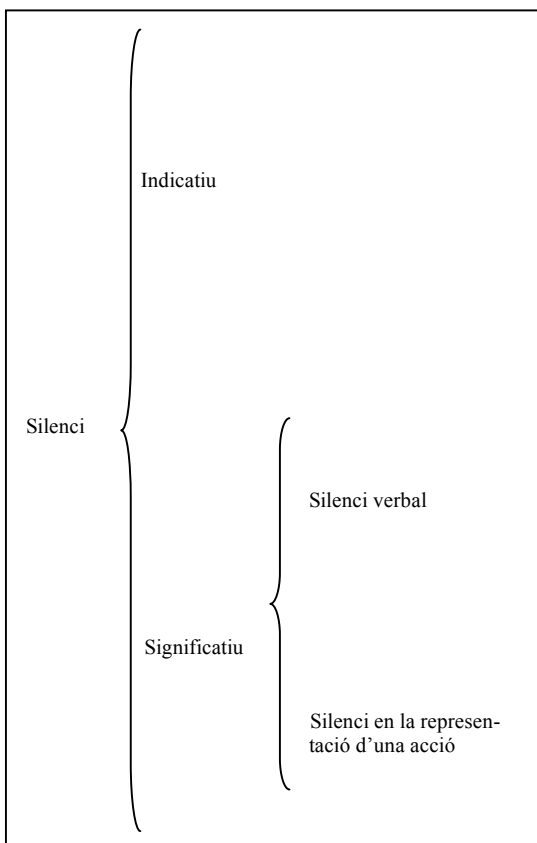 Indicatiu
Silenci
Silenci verbal
Significatiu
Silenci en la represen-
tació d’una acció